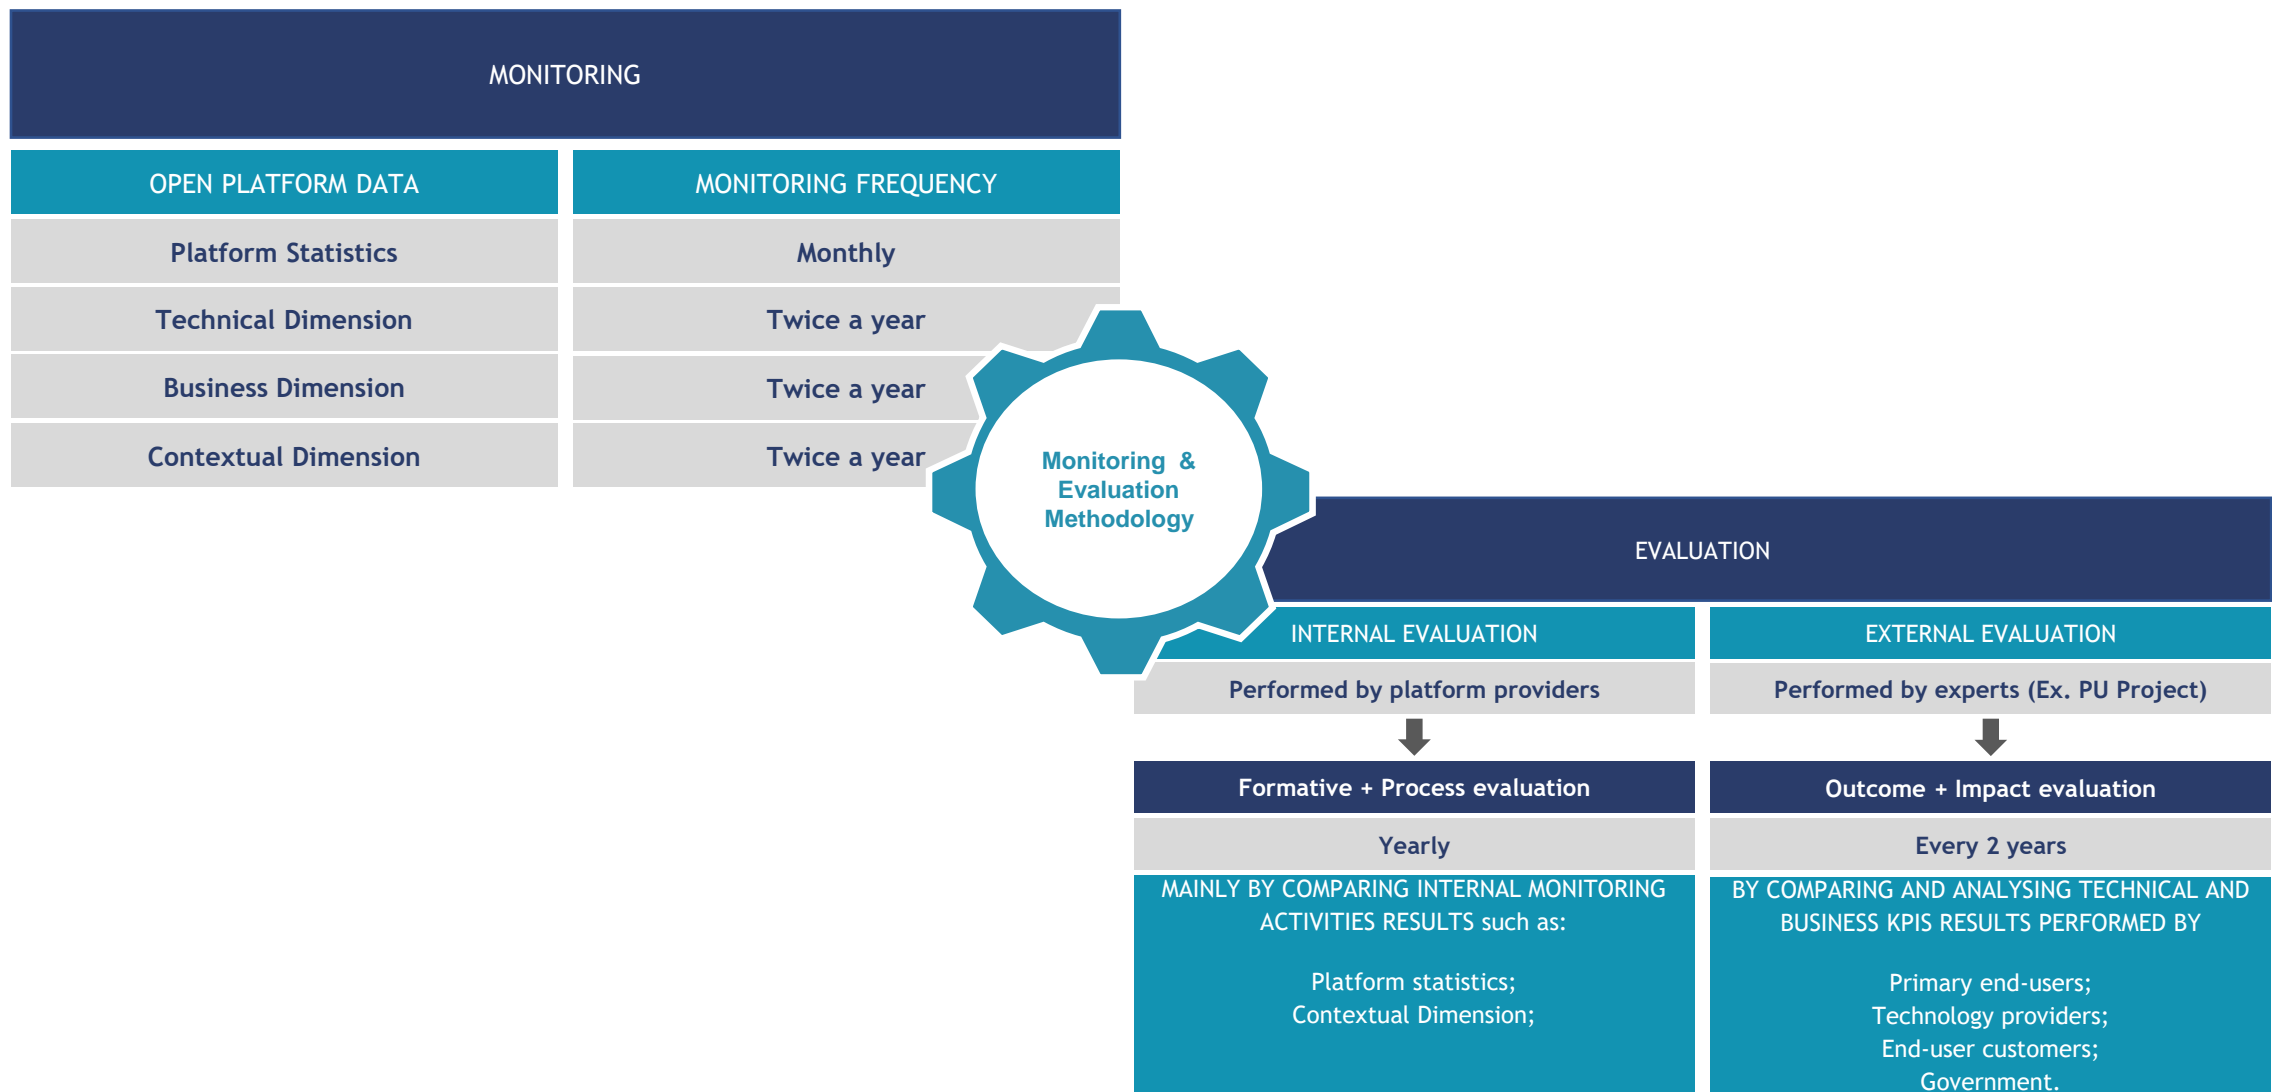 MONITORING
OPEN PLATFORM DATA
MONITORING FREQUENCY
Platform Statistics
Monthly
Technical Dimension
Twice a year
Business Dimension
Twice a year
Contextual Dimension
Twice a year
Monitoring & 
Evaluation
Methodology
EVALUATION
INTERNAL EVALUATION
Performed by platform providers
Formative + Process evaluation
Yearly
MAINLY BY COMPARING INTERNAL MONITORING
ACTIVITIES RESULTS such as:
Platform statistics;
Contextual Dimension;
EXTERNAL EVALUATION
Performed by experts (Ex. PU Project)
Outcome + Impact evaluation
Every 2 years
BY COMPARING AND ANALYSING TECHNICAL AND
BUSINESS KPIS RESULTS PERFORMED BY
Primary end-users;
Technology providers;
End-user customers;
Government.